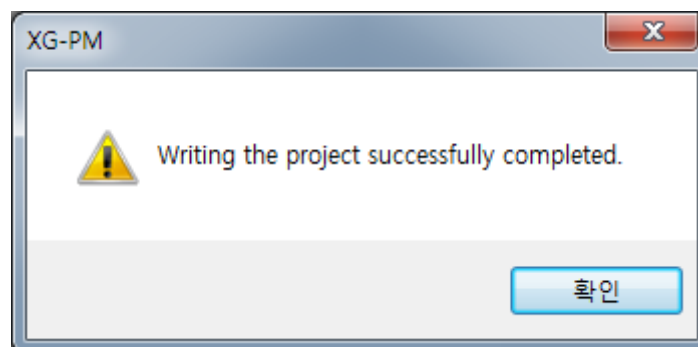 XG-PM
Writing the project successfully completed.
확인